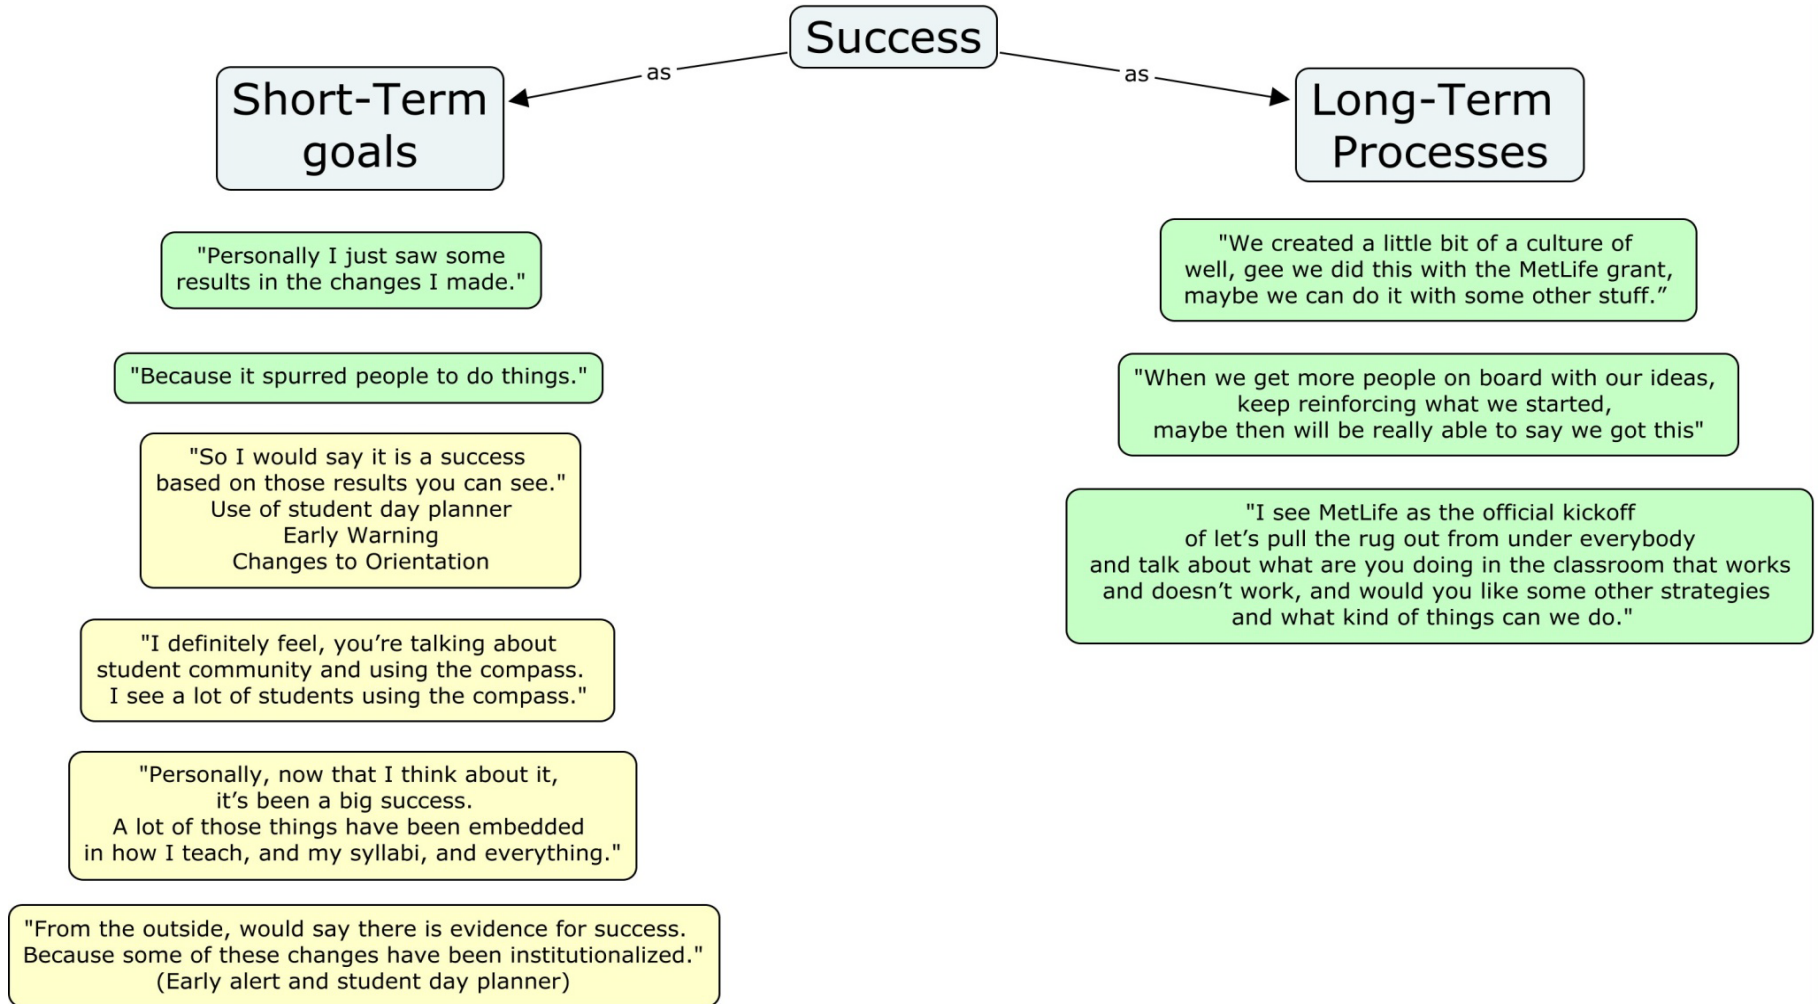 Success
as
as
Short-Term
goals
Long-Term
Processes
"Personally I just saw some
results in the changes I made."
"Because it spurred people to do things."
"So I would say it is a success
based on those results you can see."
Use of student day planner
Early Warning
Changes to Orientation
"I definitely feel, you’re talking about
student community and using the compass.
I see a lot of students using the compass."
"Personally, now that I think about it,
it’s been a big success.
A lot of those things have been embedded
in how I teach, and my syllabi, and everything."
"From the outside, would say there is evidence for success.
Because some of these changes have been institutionalized."
(Early alert and student day planner)
"We created a little bit of a culture of
well, gee we did this with the MetLife grant,
maybe we can do it with some other stuff.”
"When we get more people on board with our ideas,
keep reinforcing what we started,
maybe then will be really able to say we got this"
"I see MetLife as the official kickoff
of let’s pull the rug out from under everybody
and talk about what are you doing in the classroom that works
and doesn’t work, and would you like some other strategies
and what kind of things can we do."